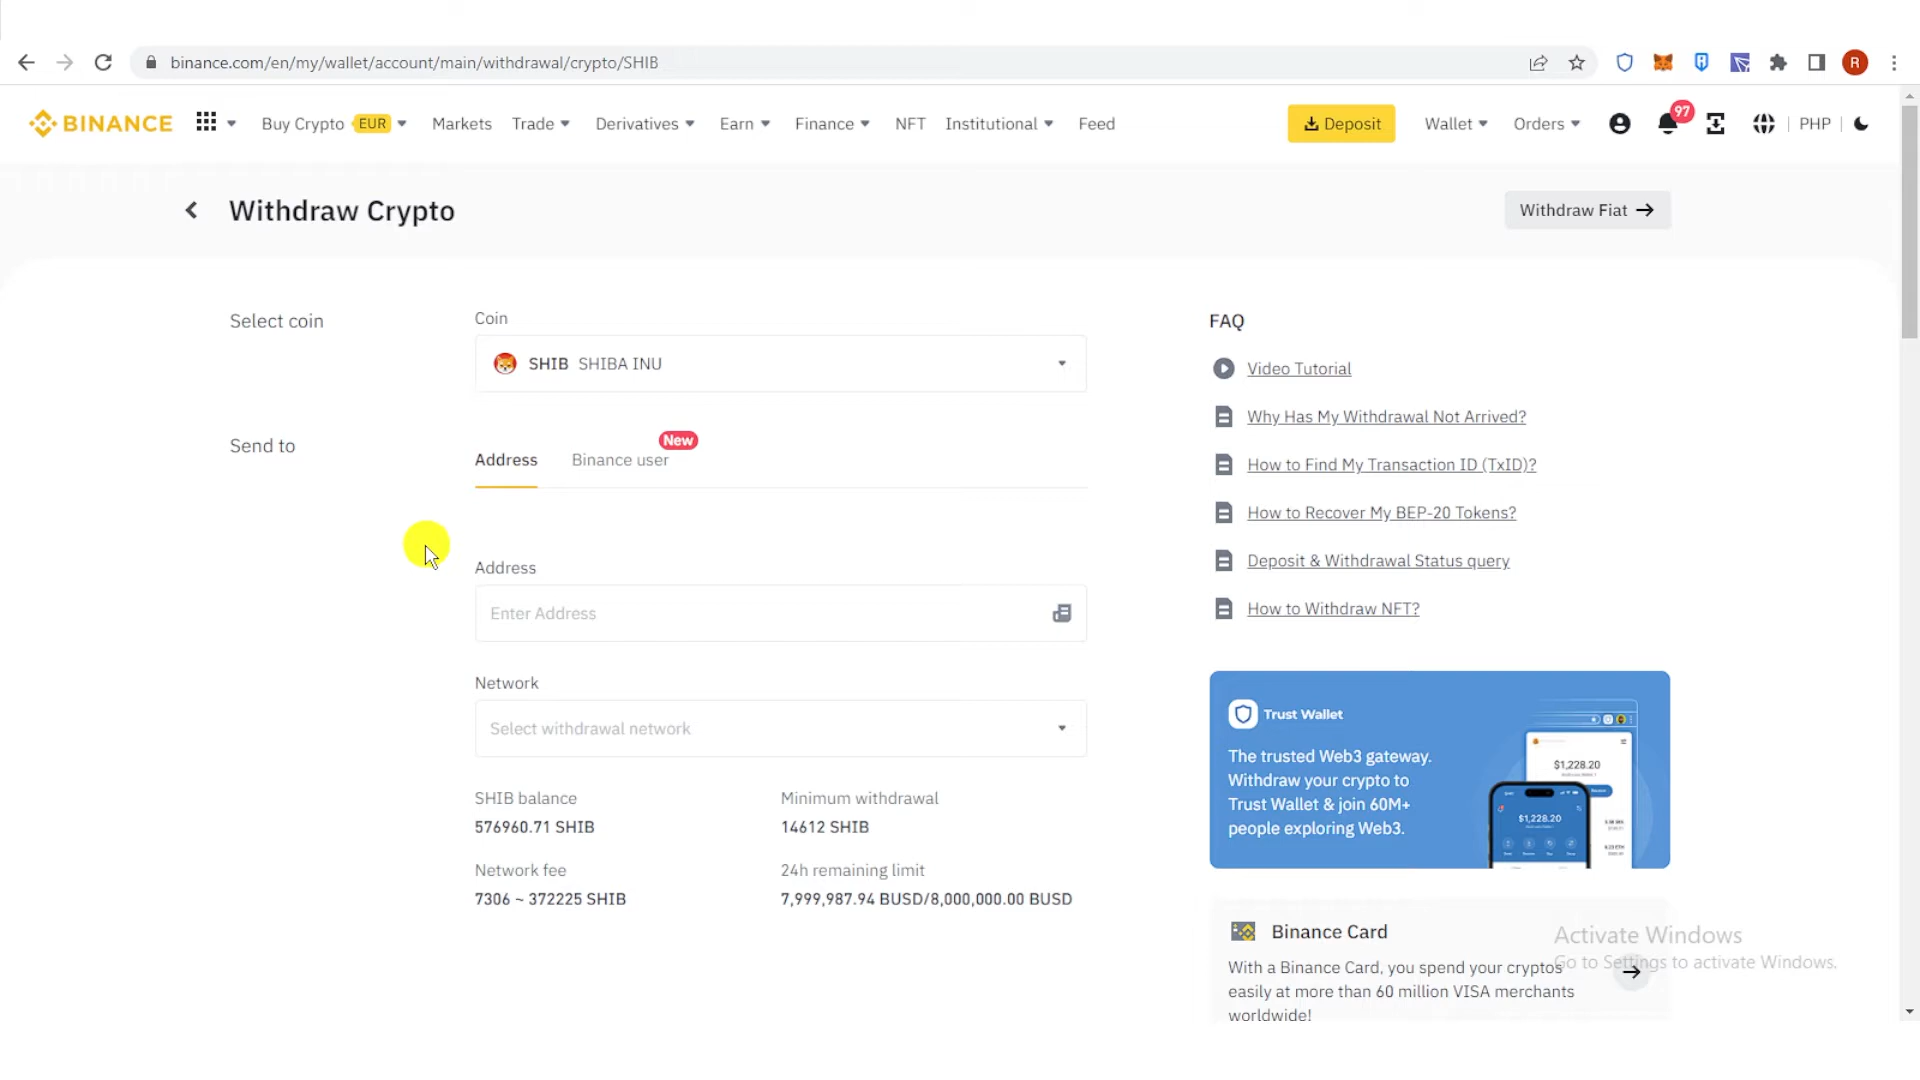 binance.com/en/my/wallet/account/main/withdrawal/crypto/SHIB
R
BINANCE
Buy Crypto EUR
Markets
Trade
Derivatives
Earn
Finance
NFT
Institutional
Feed
Deposit
Wallet
Orders
97
PHP
Withdraw Crypto
Withdraw Fiat
Select coin
Coin
SHIB SHIBA INU
Send to
Address
Binance user
New
Address
Enter Address
Network
Select withdrawal network
SHIB balance
576960.71 SHIB
Minimum withdrawal
14612 SHIB
Network fee
7306 ~ 372225 SHIB
24h remaining limit
7,999,987.94 BUSD/8,000,000.00 BUSD
FAQ
Video Tutorial
Why Has My Withdrawal Not Arrived?
How to Find My Transaction ID (TxID)?
How to Recover My BEP-20 Tokens?
Deposit & Withdrawal Status query
How to Withdraw NFT?
Trust Wallet
The trusted Web3 gateway.
Withdraw your crypto to
Trust Wallet & join 60M+
people exploring Web3.
$1,228.20
$1,228.20
Binance Card
With a Binance Card, you spend your cryptos
easily at more than 60 million VISA merchants
worldwide!
Activate Windows
Go to Settings to activate Windows.